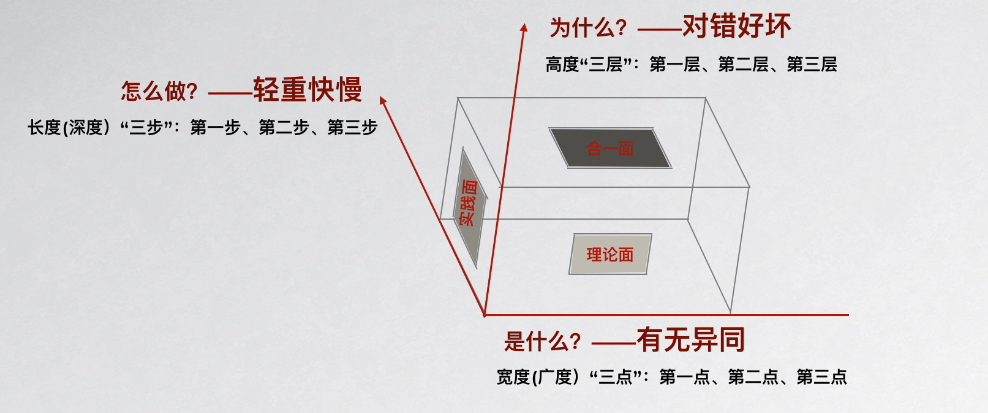 为什么？——对错好坏
高度“三层”：第一层、第二层、第三层
怎么做？——轻重快慢
长度(深度）“三步”：第一步、第二步、第三步
合一面
实践面
理论面
是什么？——有无异同
宽度(广度）“三点”：第一点、第二点、第三点